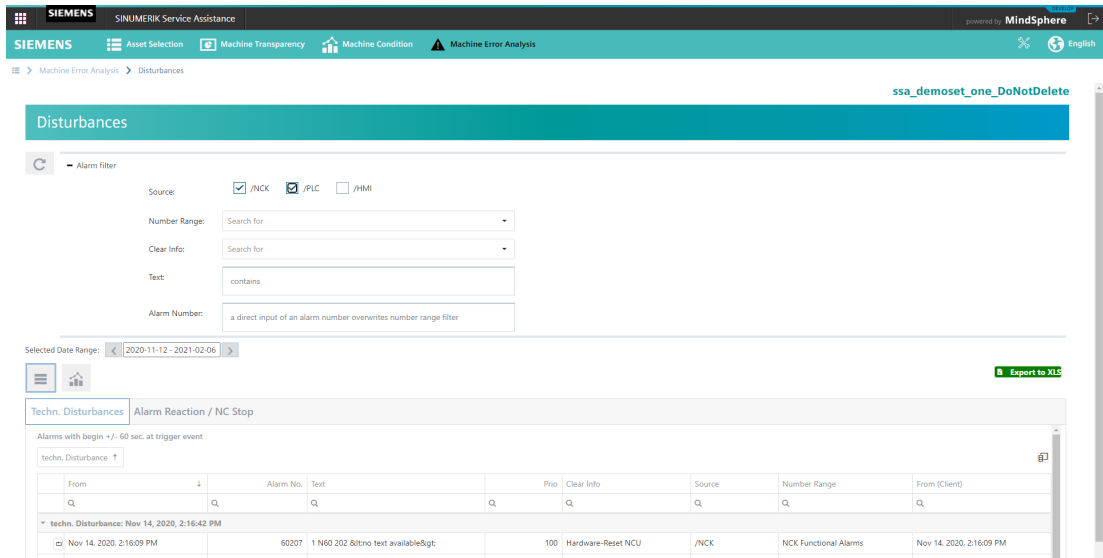 SIEMENS
SINUMERIK Service Assistance
DEVELOP
powered by MindSphere
SIEMENS
Asset Selection
Machine Transparency
Machine Condition
Machine Error Analysis
English
Machine Error Analysis
Disturbances
ssa_demoset_one_DoNotDelete
Disturbances
Alarm filter
Source:
/NCK
/PLC
/HMI
Number Range:
Search for
Clear Info:
Search for
Text:
contains
Alarm Number:
a direct input of an alarm number overwrites number range filter
Selected Date Range:
2020-11-12 - 2021-02-06
Export to XLS
Techn. Disturbances
Alarm Reaction / NC Stop
Alarms with begin +/- 60 sec. at trigger event
techn. Disturbance
From
Alarm No.
Text
Prio
Clear Info
Source
Number Range
From (Client)
techn. Disturbance: Nov 14, 2020, 2:16:42 PM
Nov 14, 2020, 2:16:09 PM
60207
1 N60 202 &lt;no text available&gt;
100
Hardware-Reset NCU
/NCK
NCK Functional Alarms
Nov 14, 2020, 2:16:09 PM